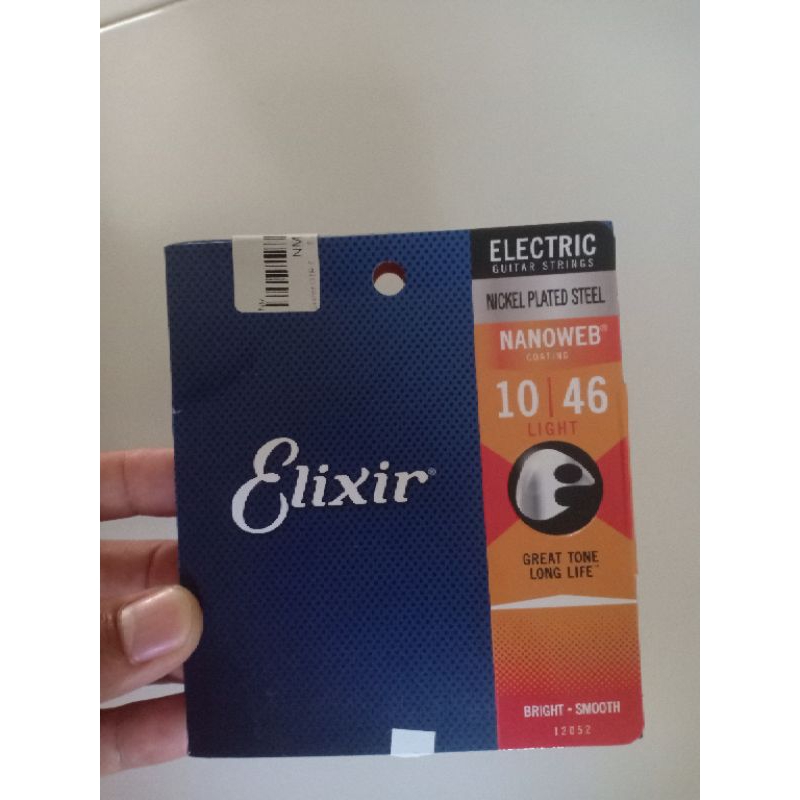 NM
ELECTRIC
GUITAR STRINGS
NICKEL PLATED STEEL
NANOWEB®
COATING
10 | 46
LIGHT
Elixir®
GREAT TONE
LONG LIFE™
BRIGHT • SMOOTH
12052